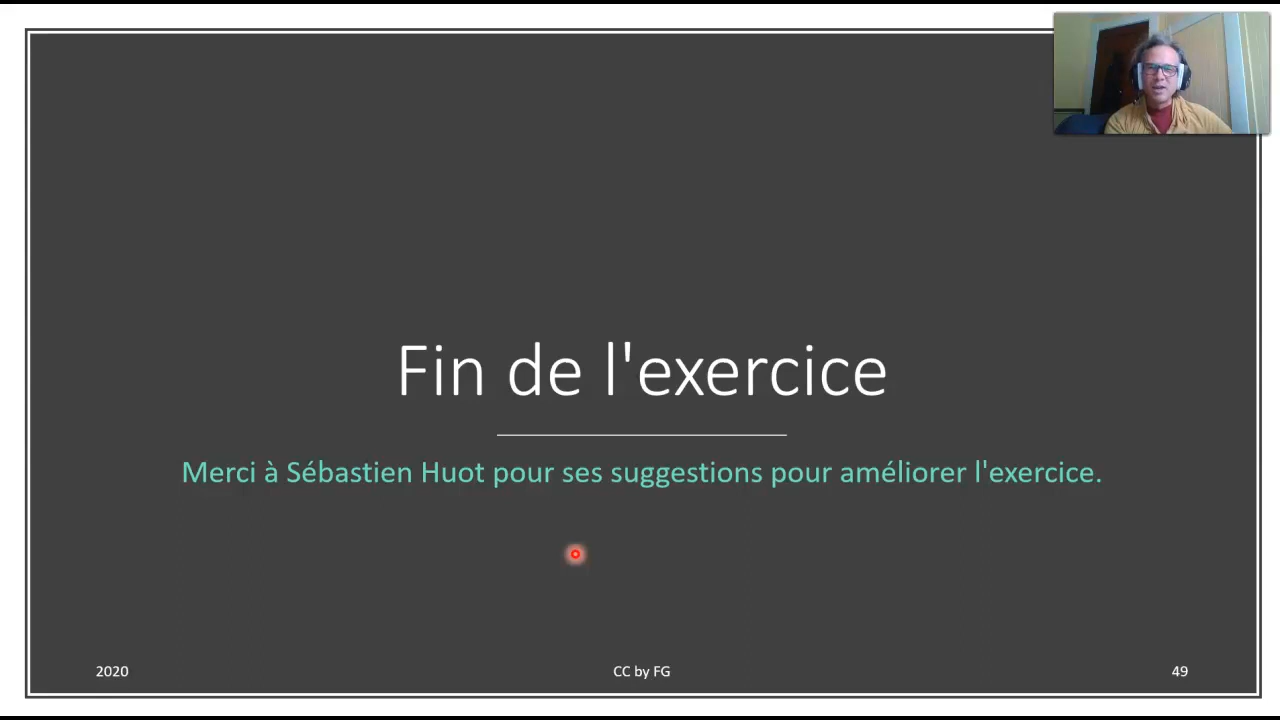 Fin de l'exercice
Merci à Sébastien Huot pour ses suggestions pour améliorer l'exercice.
2020
CC by FG
49